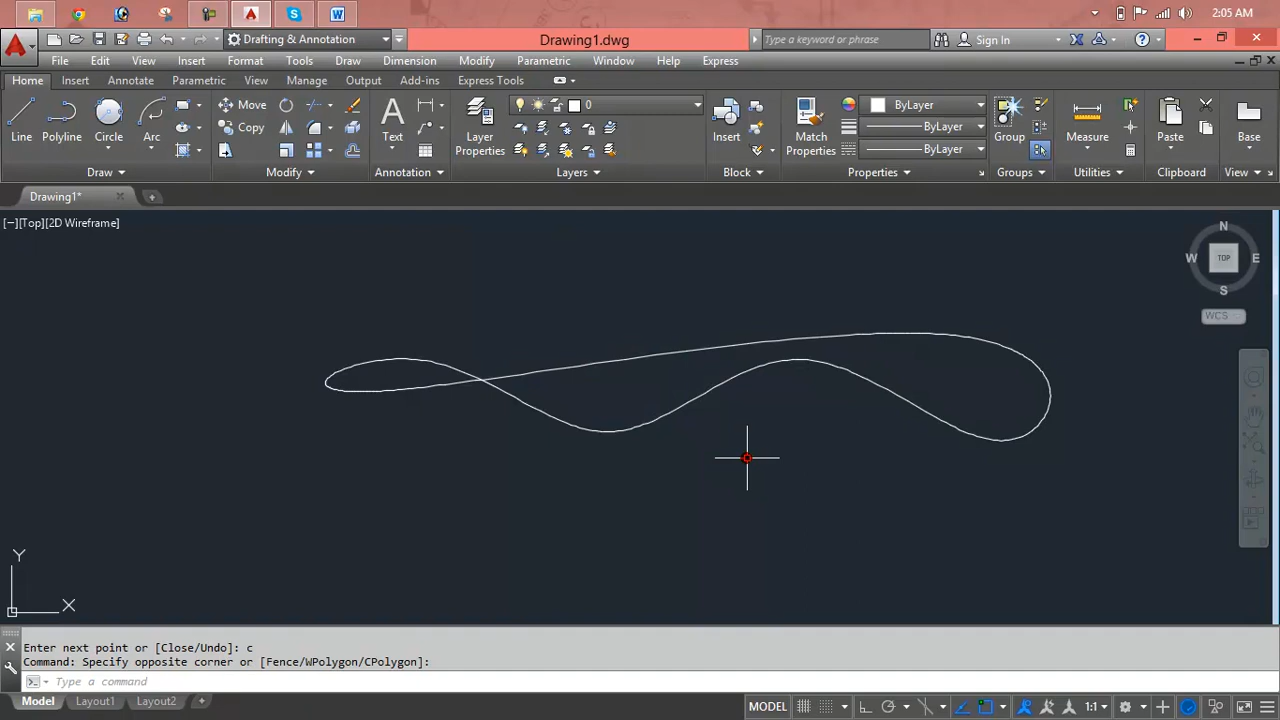 2:05 AM
Drafting & Annotation
Drawing1.dwg
Type a keyword or phrase
Sign In
File Edit View Insert Format Tools Draw Dimension Modify Parametric Window Help Express
Home Insert Annotate Parametric View Manage Output Add-ins Express Tools
Move
0
ByLayer
Copy
ByLayer
Line Polyline Circle Arc Text Layer Properties Insert Match Properties ByLayer Group Measure Paste Base
Draw Modify Annotation Layers Block Properties Groups Utilities Clipboard View
Drawing1*
[−][Top][2D Wireframe]
N
W TOP E
S
WCS
Y
X
Enter next point or [Close/Undo]: c
Command: Specify opposite corner or [Fence/WPolygon/CPolygon]:
Type a command
Model Layout1 Layout2 MODEL 1:1